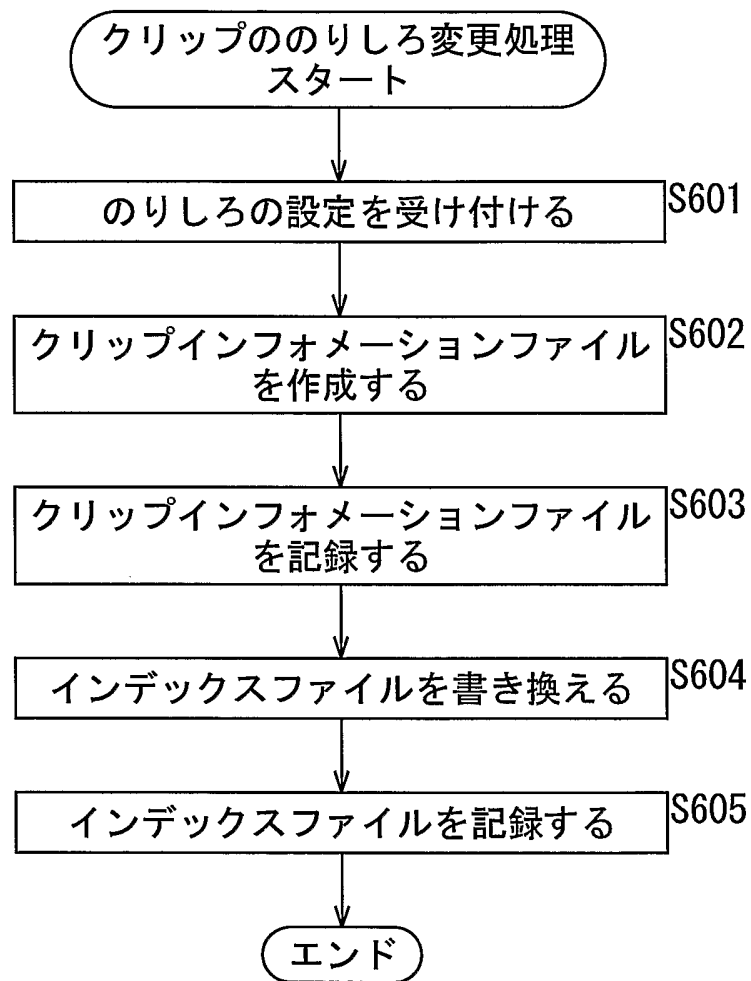 クリップののりしろ変更処理
スタート
のりしろの設定を受け付ける
S601
クリップインフォメーションファイル
を作成する
S602
クリップインフォメーションファイル
を記録する
S603
インデックスファイルを書き換える
S604
インデックスファイルを記録する
S605
エンド